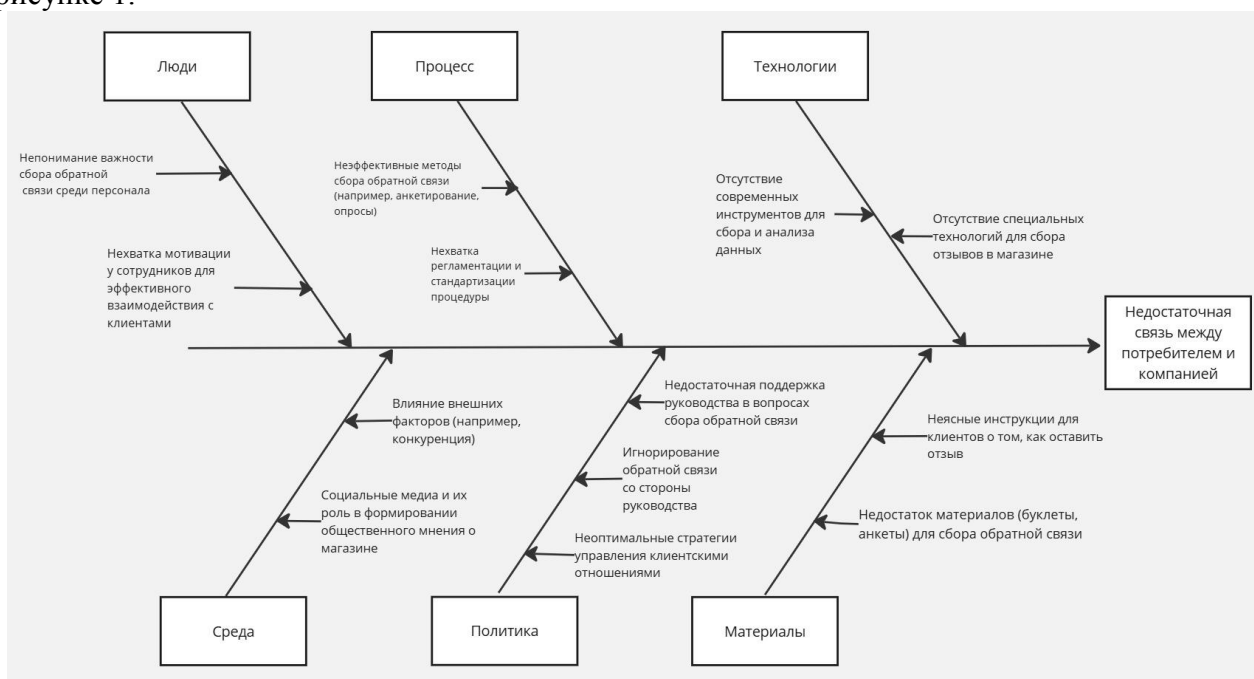 рисунке 1.
Люди
Процесс
Технологии
Непонимание важности
сбора обратной
связи среди персонала
Нехватка мотивации
у сотрудников для
эффективного
взаимодействия с
клиентами
Неэффективные методы
сбора обратной связи
(например, анкетирование,
опросы)
Нехватка
регламентации и
стандартизации
процедуры
Отсутствие
современных
инструментов для
сбора и анализа
данных
Отсутствие специальных
технологий для сбора
отзывов в магазине
Недостаточная
связь между
потребителем и
компанией
Влияние внешних
факторов (например,
конкуренция)
Социальные медиа и их
роль в формировании
общественного мнения о
магазине
Недостаточная поддержка
руководства в вопросах
сбора обратной связи
Игнорирование
обратной связи
со стороны
руководства
Неоптимальные стратегии
управления клиентскими
отношениями
Неясные инструкции для
клиентов о том, как оставить
отзыв
Недостаток материалов (буклеты,
анкеты) для сбора обратной связи
Среда
Политика
Материалы